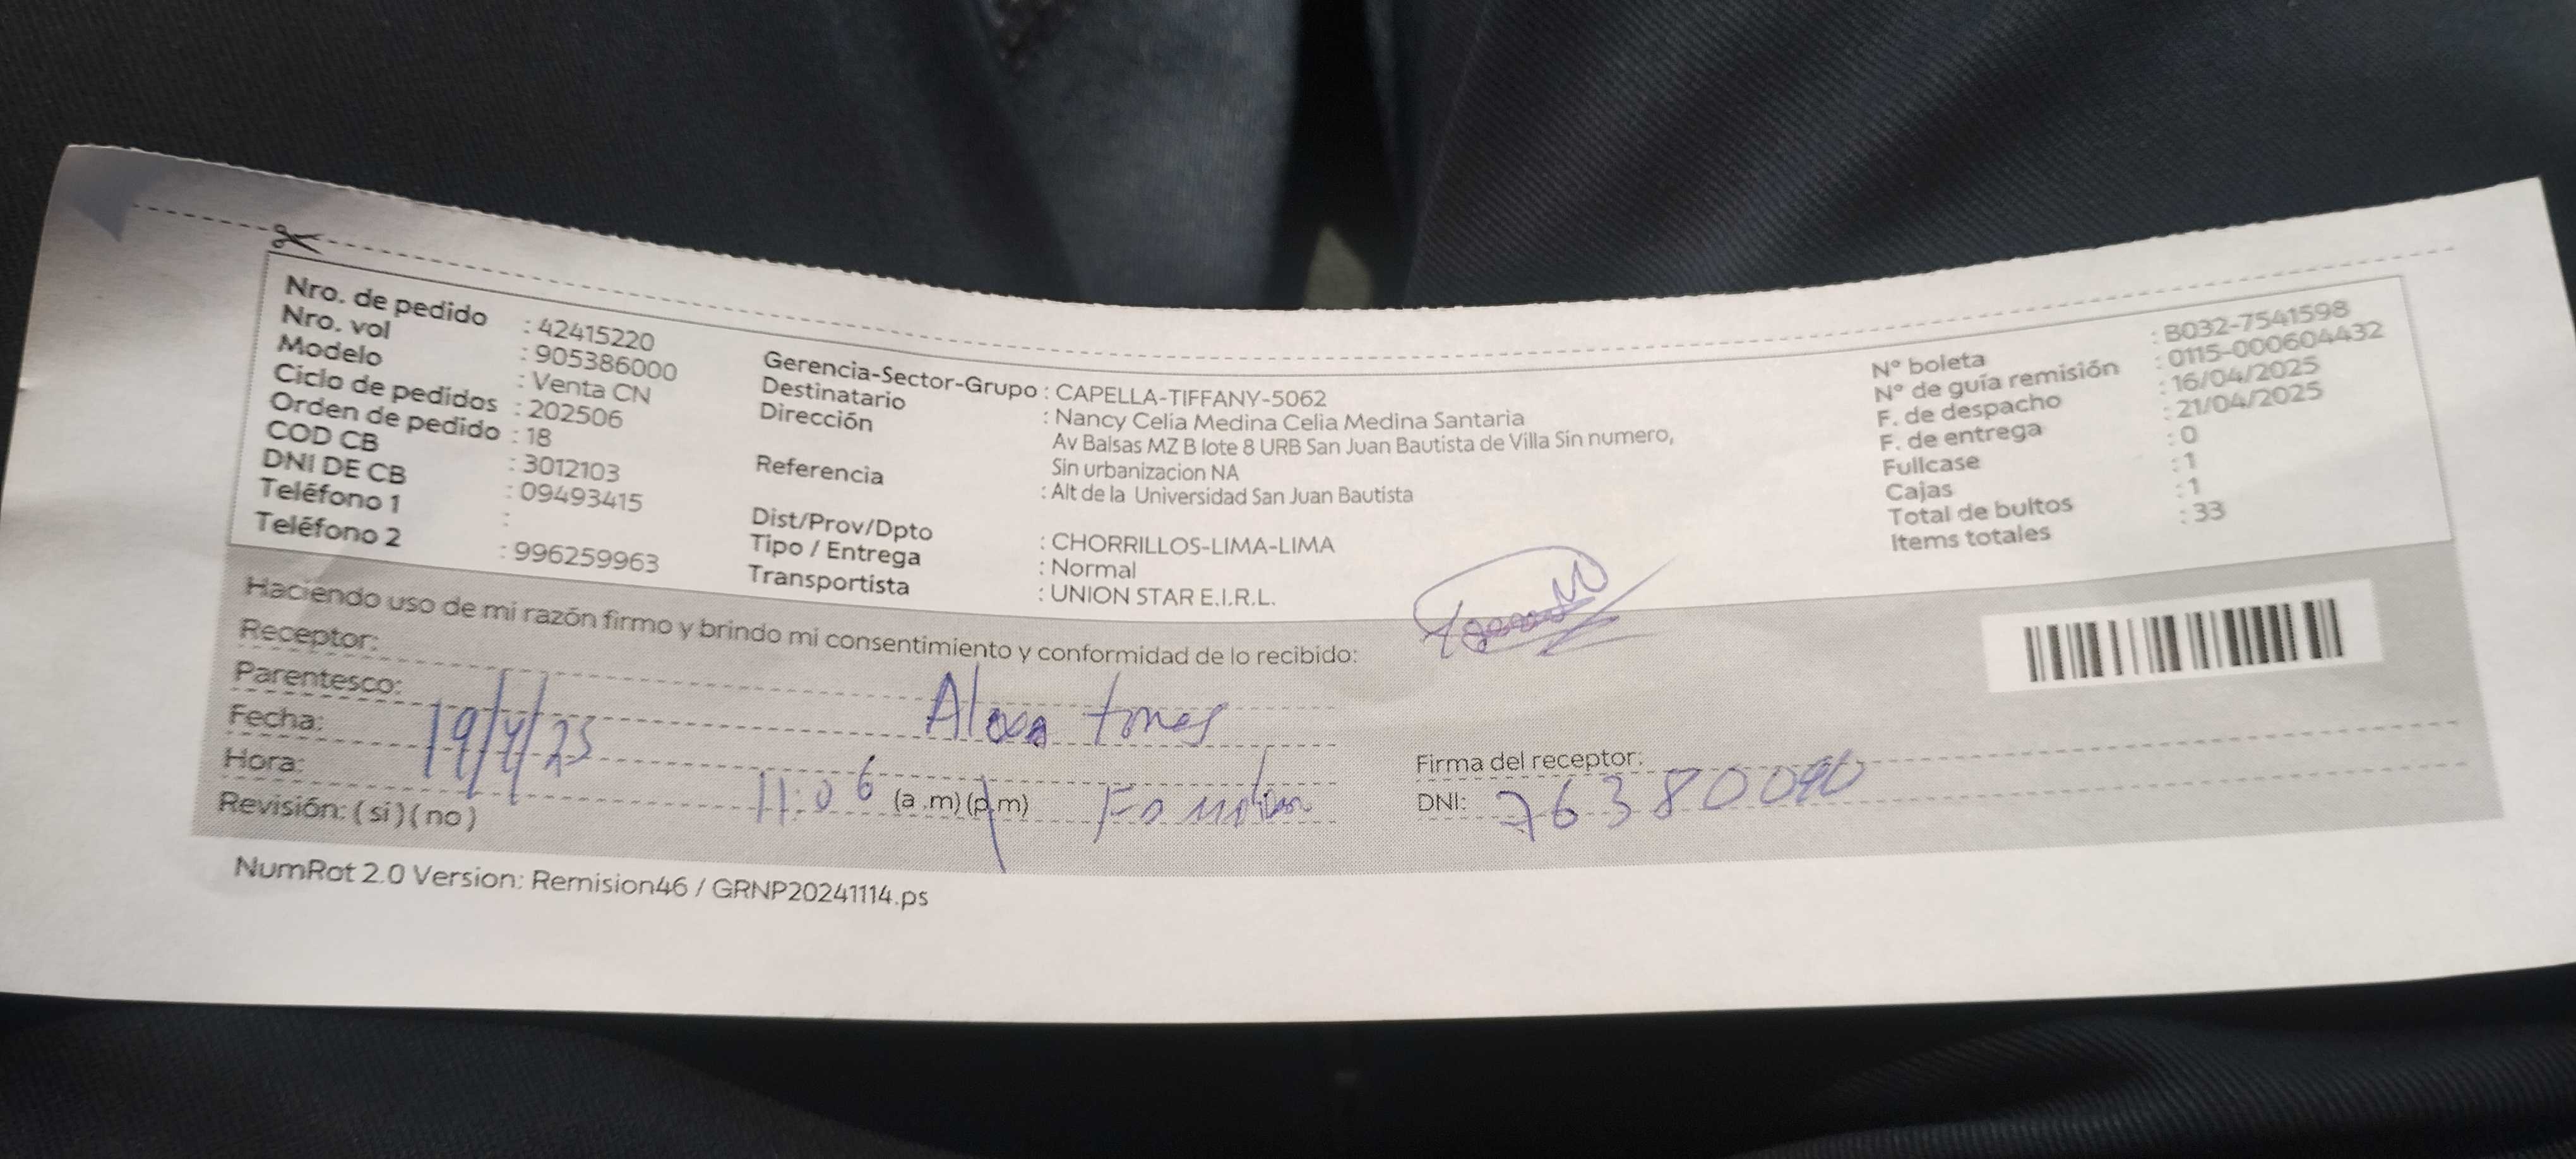 Nro. de pedido : 42415220
Nro. vol : 905386000
Modelo : Venta CN
Ciclo de pedidos : 202506
Orden de pedido : 18
COD CB : 3012103
DNI DE CB : 09493415
Teléfono 1 :
Teléfono 2 : 996259963
Gerencia-Sector-Grupo : CAPELLA-TIFFANY-5062
Destinatario : Nancy Celia Medina Celia Medina Santaria
Dirección Av Balsas MZ B lote 8 URB San Juan Bautista de Villa Sin numero,
Sin urbanizacion NA
Referencia : Alt de la Universidad San Juan Bautista
Dist/Prov/Dpto : CHORRILLOS-LIMA-LIMA
Tipo / Entrega : Normal
Transportista : UNION STAR E.I.R.L.
N° boleta : B032-7541598
N° de guía remisión : 0115-000604432
F. de despacho : 16/04/2025
F. de entrega : 21/04/2025
Fullcase : 0
Cajas : 1
Total de bultos : 1
Items totales : 33
Haciendo uso de mi razón firmo y brindo mi consentimiento y conformidad de lo recibido:
Receptor: Alexa
Parentesco:
Fecha: 19/4/25
Hora: 11:06 (a .m) (p.m)
Revisión: ( si ) ( no )
Firma del receptor:
DNI:
NumRot 2.0 Version: Remision46 / GRNP20241114.ps